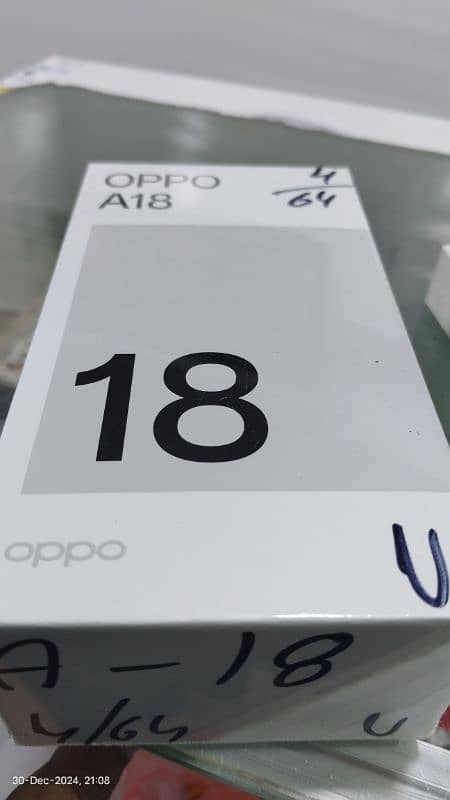 OPPO
A18
4
64
18
oppo
U
A - 18
4/64 U
30-Dec-2024, 21:08